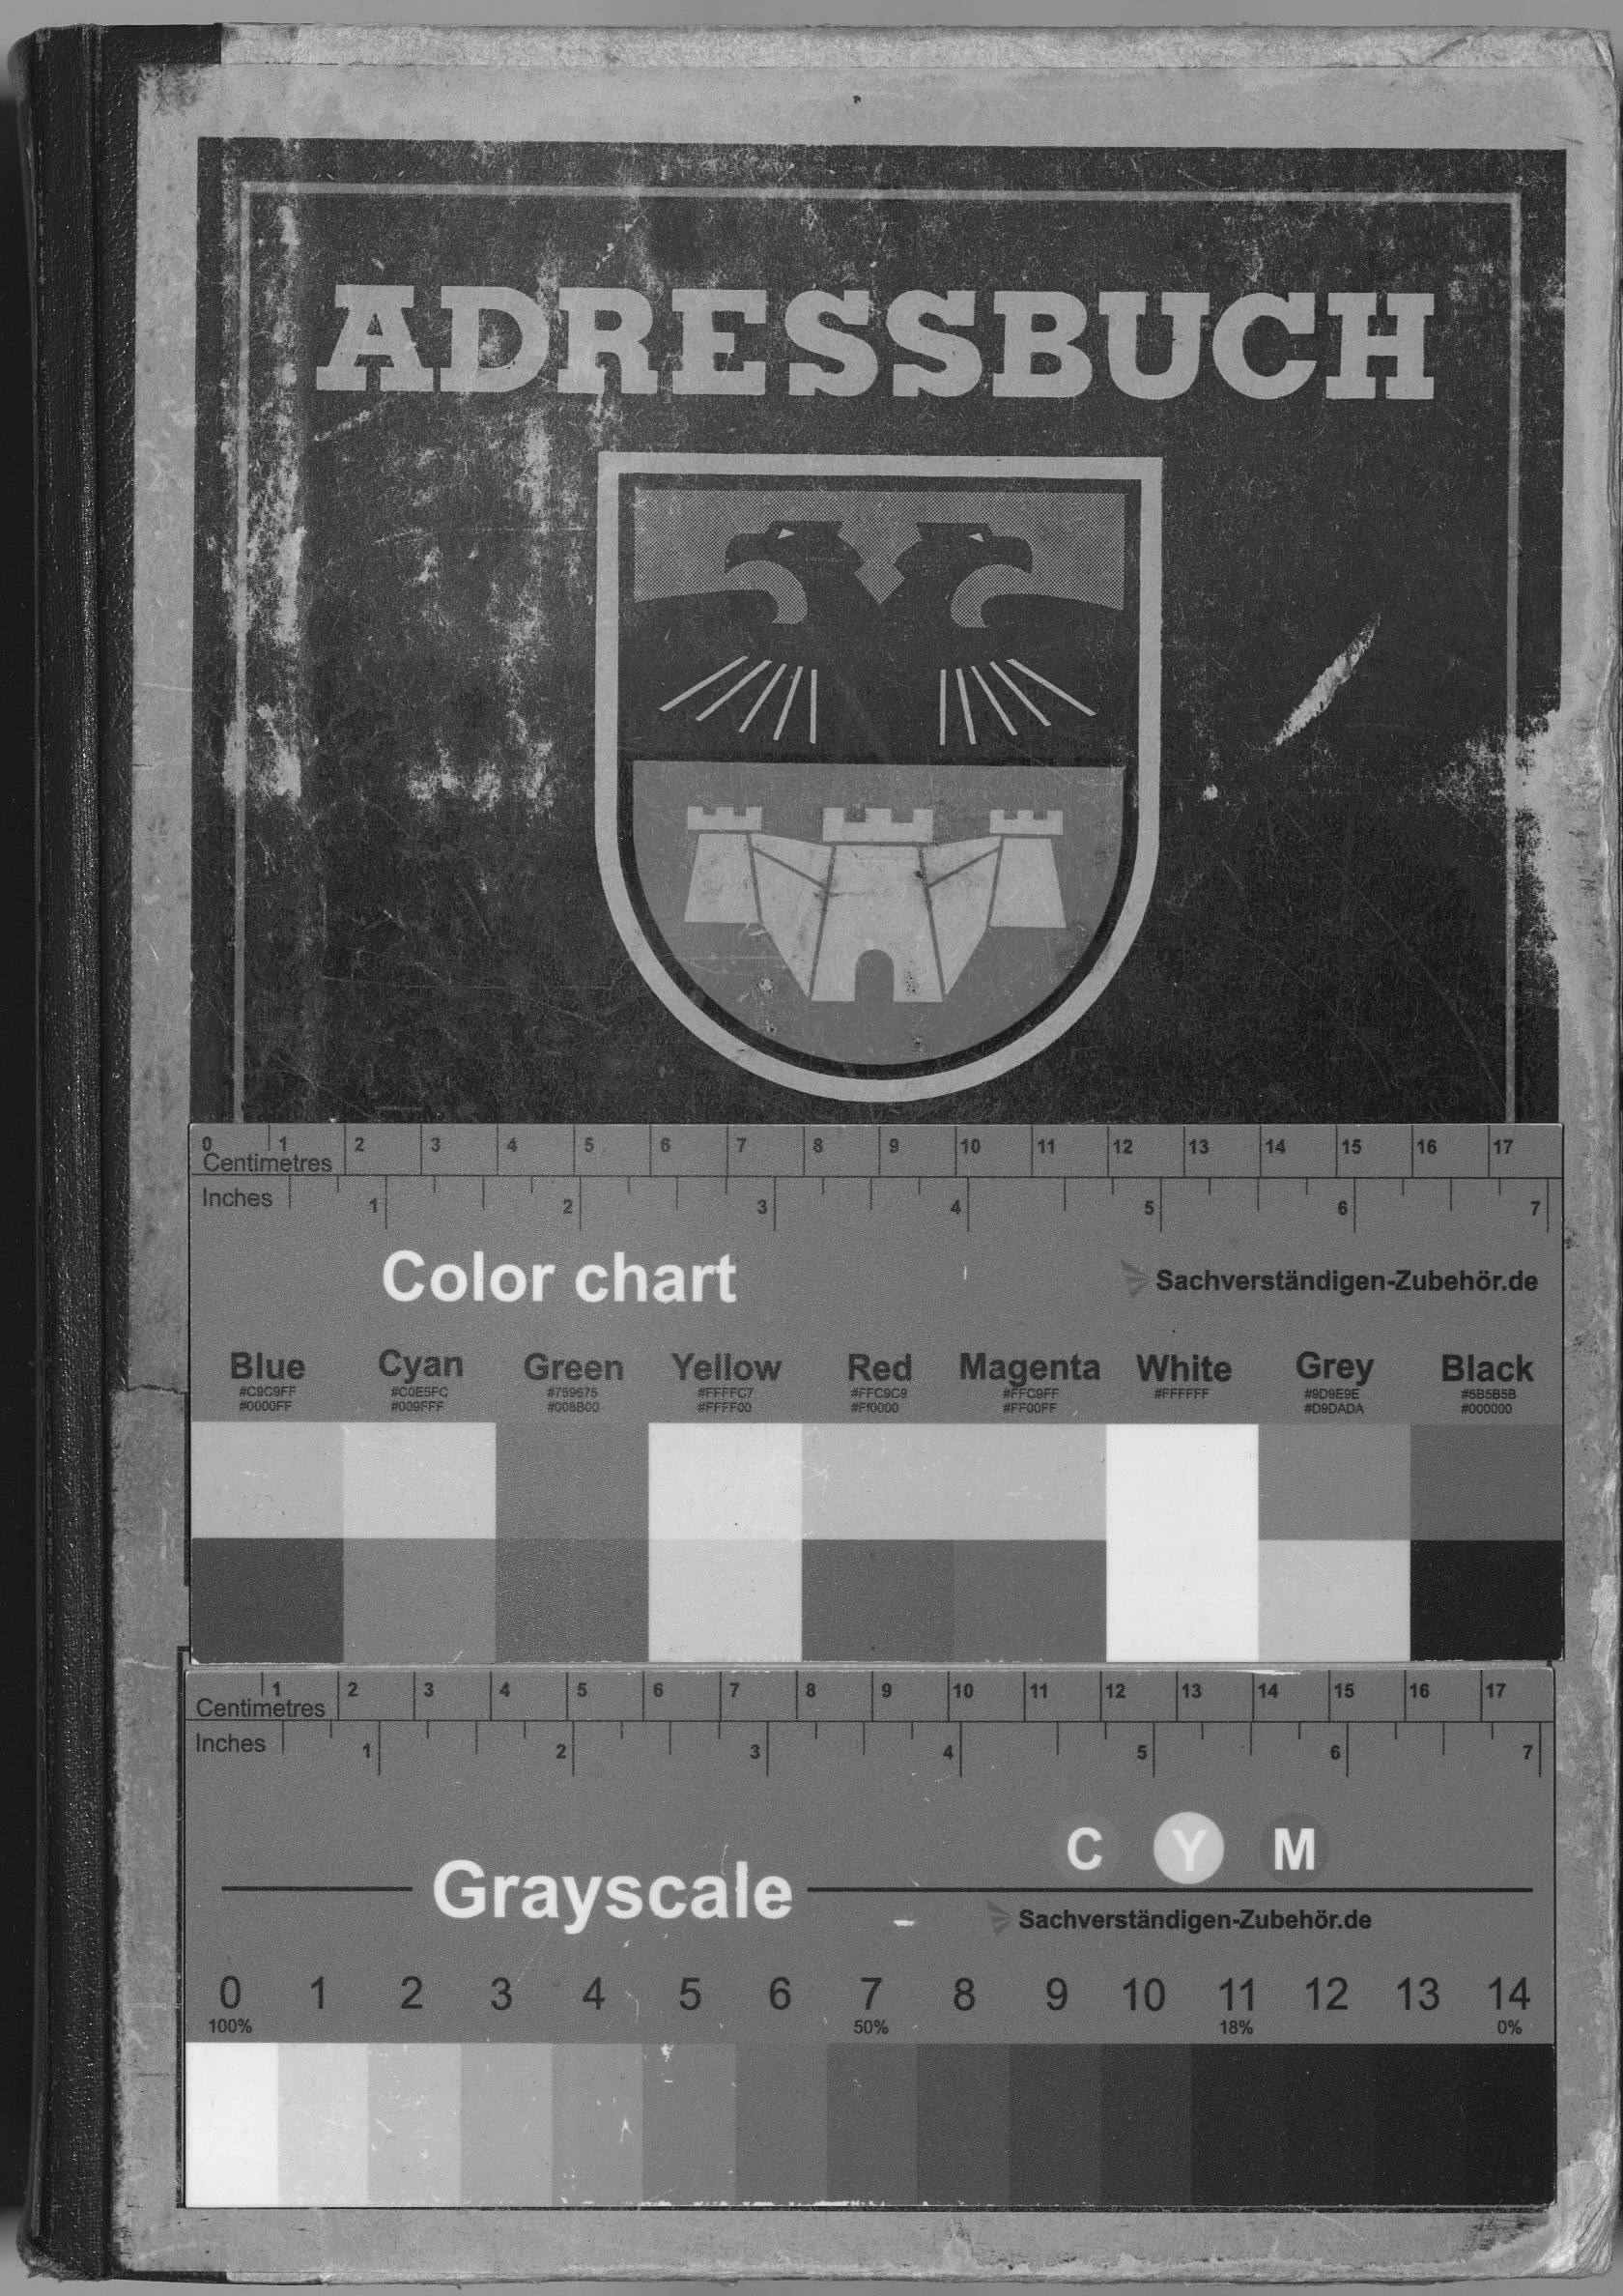 ADRESSBUCH
0 1 2 3 4 5 6 7 8 9 10 11 12 13 14 15 16 17
Centimetres
Inches 1 2 3 4 5 6 7
Color chart
Sachverständigen-Zubehör.de
Blue Cyan Green Yellow Red Magenta White Grey Black
#C9C9FF #C0E5FC #759675 #FFFFC7 #FFC9C9 #FFC9FF #FFFFFF #9D9E9E #5B5B5B
#0000FF #009FFF #008B00 #FFFF00 #Ff0000 #FF00FF #D9DADA #000000
1 2 3 4 5 6 7 8 9 10 11 12 13 14 15 16 17
Centimetres
Inches 1 2 3 4 5 6 7
C Y M
Grayscale
Sachverständigen-Zubehör.de
0 1 2 3 4 5 6 7 8 9 10 11 12 13 14
100% 50% 18% 0%